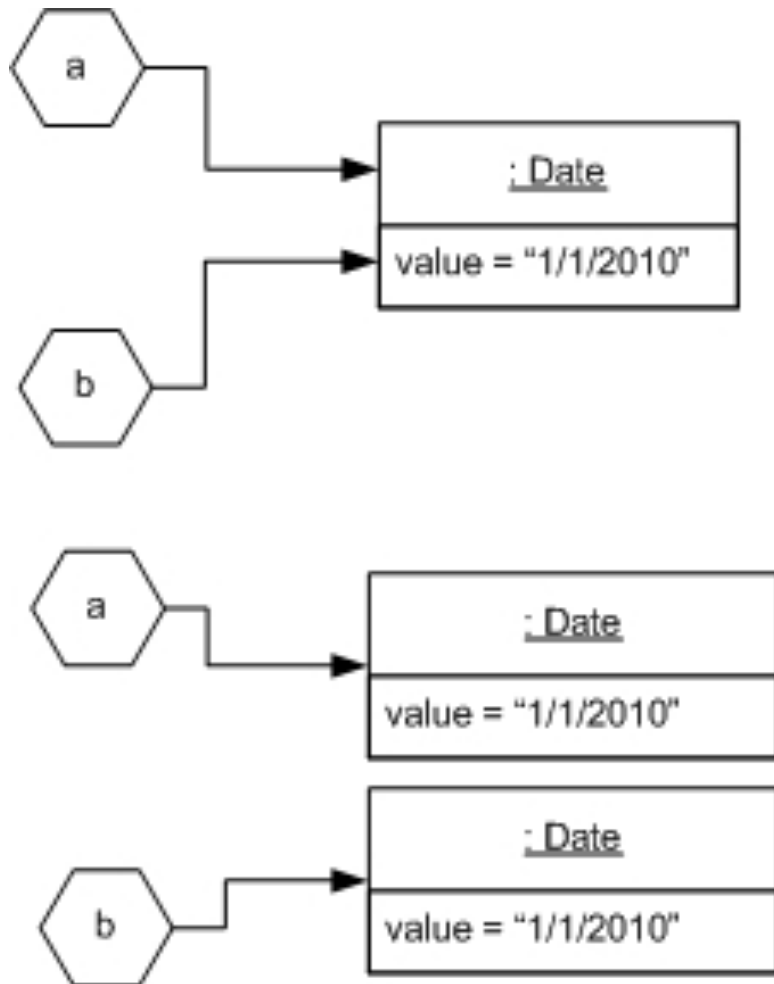 a
: Date
value = “1/1/2010”
b
a
: Date
value = “1/1/2010”
: Date
b
value = “1/1/2010”